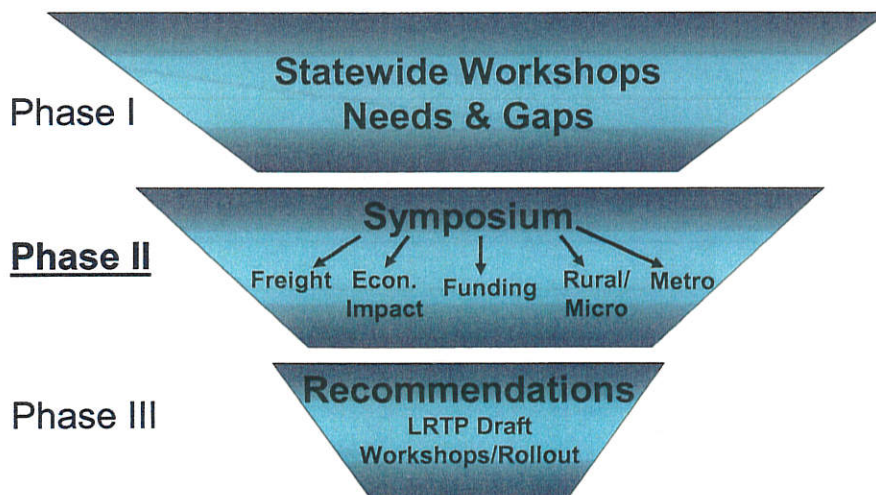 Statewide Workshops
Needs & Gaps
Phase I
Symposium
Phase II
Freight
Econ.
Impact
Funding
Rural/
Micro
Metro
Recommendations
LRTP Draft
Workshops/Rollout
Phase III